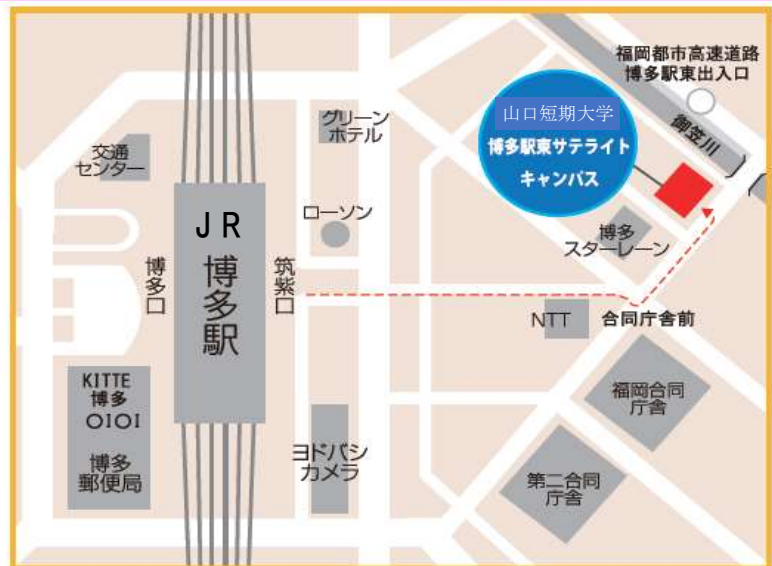 福岡都市高速道路
博多駅東出入口
御笠川
山口短期大学
博多駅東サテライト
キャンパス
グリーン
ホテル
交通
センター
ローソン
JR
博多駅
博多口
筑紫口
博多
スターレーン
NTT
合同庁舎前
KITTE
博多
OIOI
博多
郵便局
ヨドバシ
カメラ
福岡合同
庁舎
第二合同
庁舎